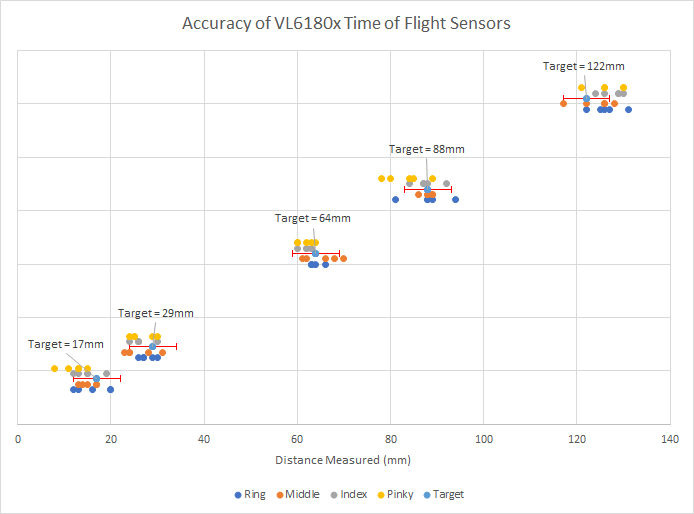 Accuracy of VL6180x Time of Flight Sensors
Target = 122mm
Target = 88mm
Target = 64mm
Target = 29mm
Target = 17mm
0 20 40 60 80 100 120 140
Distance Measured (mm)
Ring Middle Index Pinky Target